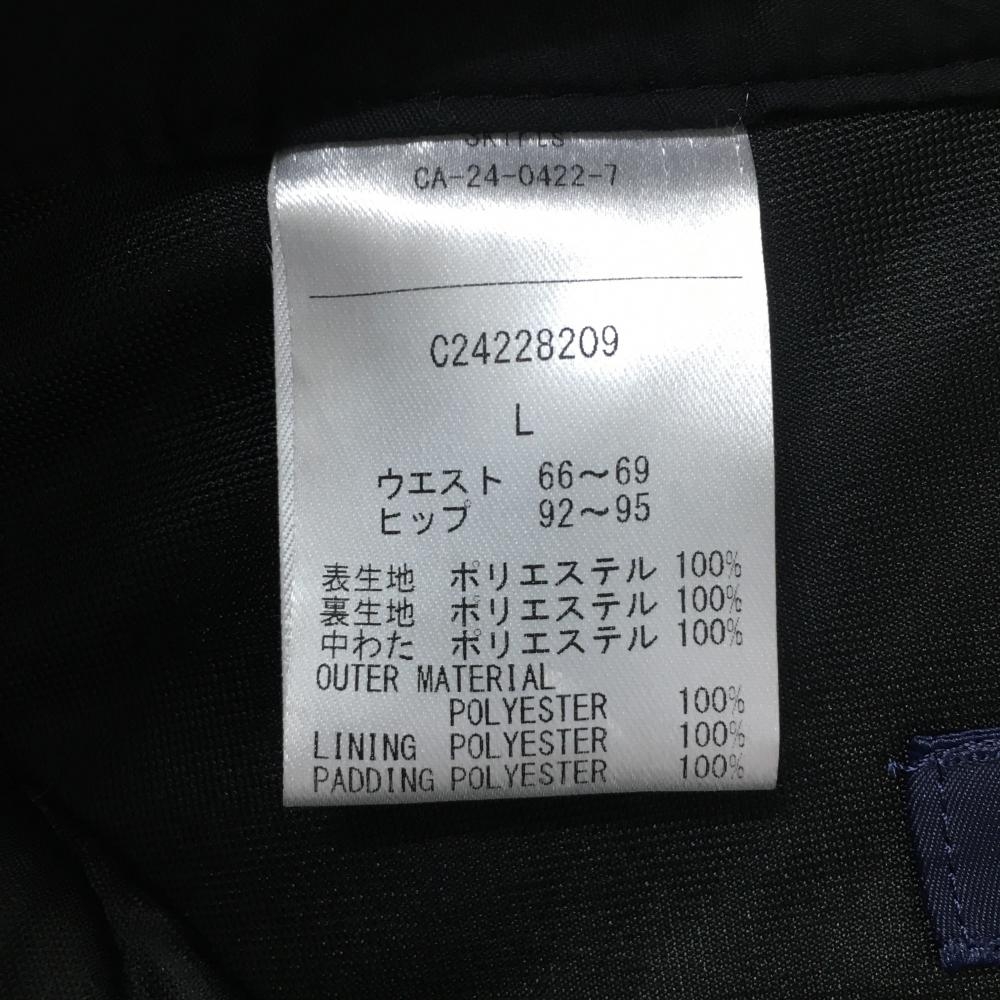 CA-24-0422-7
C24228209
L
ウエスト 66〜69
ヒップ 92〜95
表生地 ポリエステル 100%
裏生地 ポリエステル 100%
中わた ポリエステル 100%
OUTER MATERIAL
POLYESTER 100%
LINING POLYESTER 100%
PADDING POLYESTER 100%